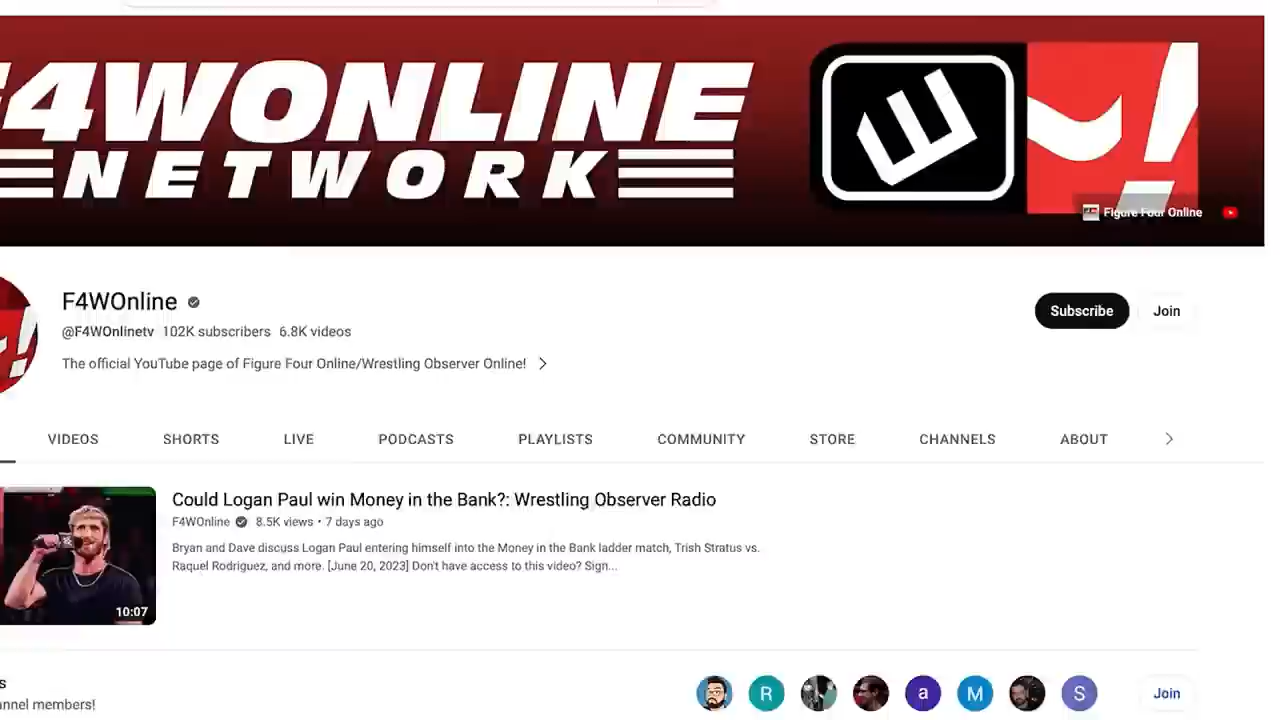 F4WONLINE
NETWORK
Figure Four Online
F4WOnline
@F4WOnlinetv 102K subscribers 6.8K videos
The official YouTube page of Figure Four Online/Wrestling Observer Online!
Subscribe
Join
VIDEOS SHORTS LIVE PODCASTS PLAYLISTS COMMUNITY STORE CHANNELS ABOUT
10:07
Could Logan Paul win Money in the Bank?: Wrestling Observer Radio
F4WOnline 8.5K views • 7 days ago
Bryan and Dave discuss Logan Paul entering himself into the Money in the Bank ladder match, Trish Stratus vs.
Raquel Rodriguez, and more. [June 20, 2023] Don't have access to this video? Sign...
R a M S
Join
members!